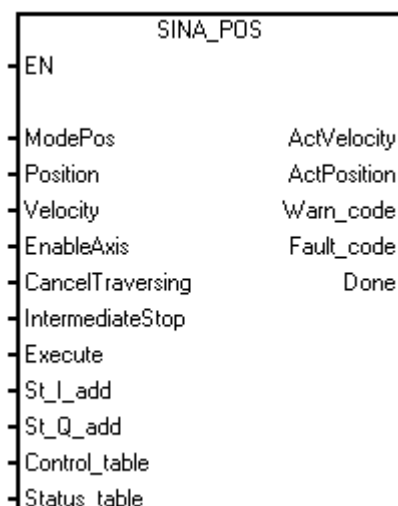 SINA_POS
EN
ModePos ActVelocity
Position ActPosition
Velocity Warn_code
EnableAxis Fault_code
CancelTraversing Done
IntermediateStop
Execute
St_I_add
St_Q_add
Control_table
Status_table